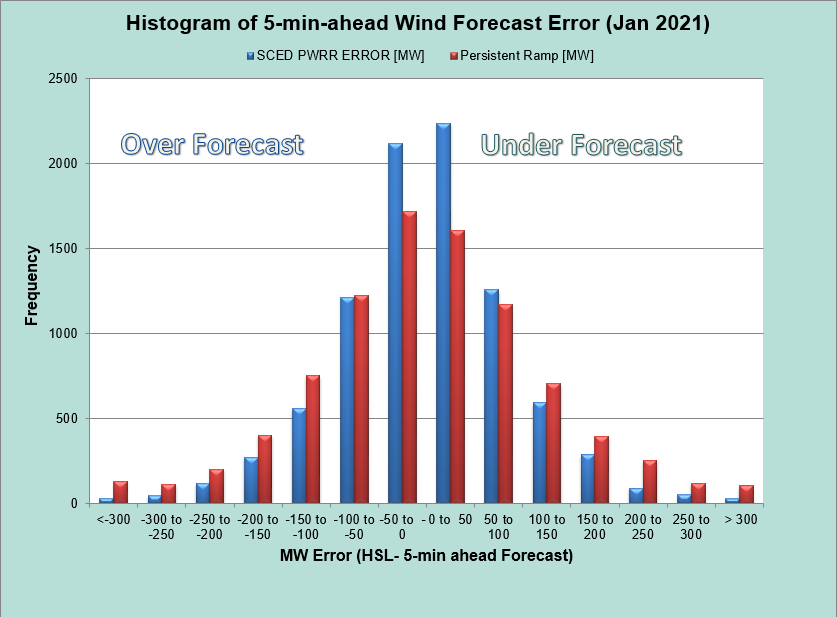 Histogram of 5-min-ahead Wind Forecast Error (Jan 2021)
SCED PWRR ERROR [MW] Persistent Ramp [MW]
2500
Over Forecast Under Forecast
2000
1500
1000
500
0
Frequency
<-300 -300 to -250 to -200 to -150 to -100 to -50 to - 0 to 50 50 to 100 to 150 to 200 to 250 to > 300
-250 -200 -150 -100 -50 0 100 150 200 250 300
MW Error (HSL- 5-min ahead Forecast)